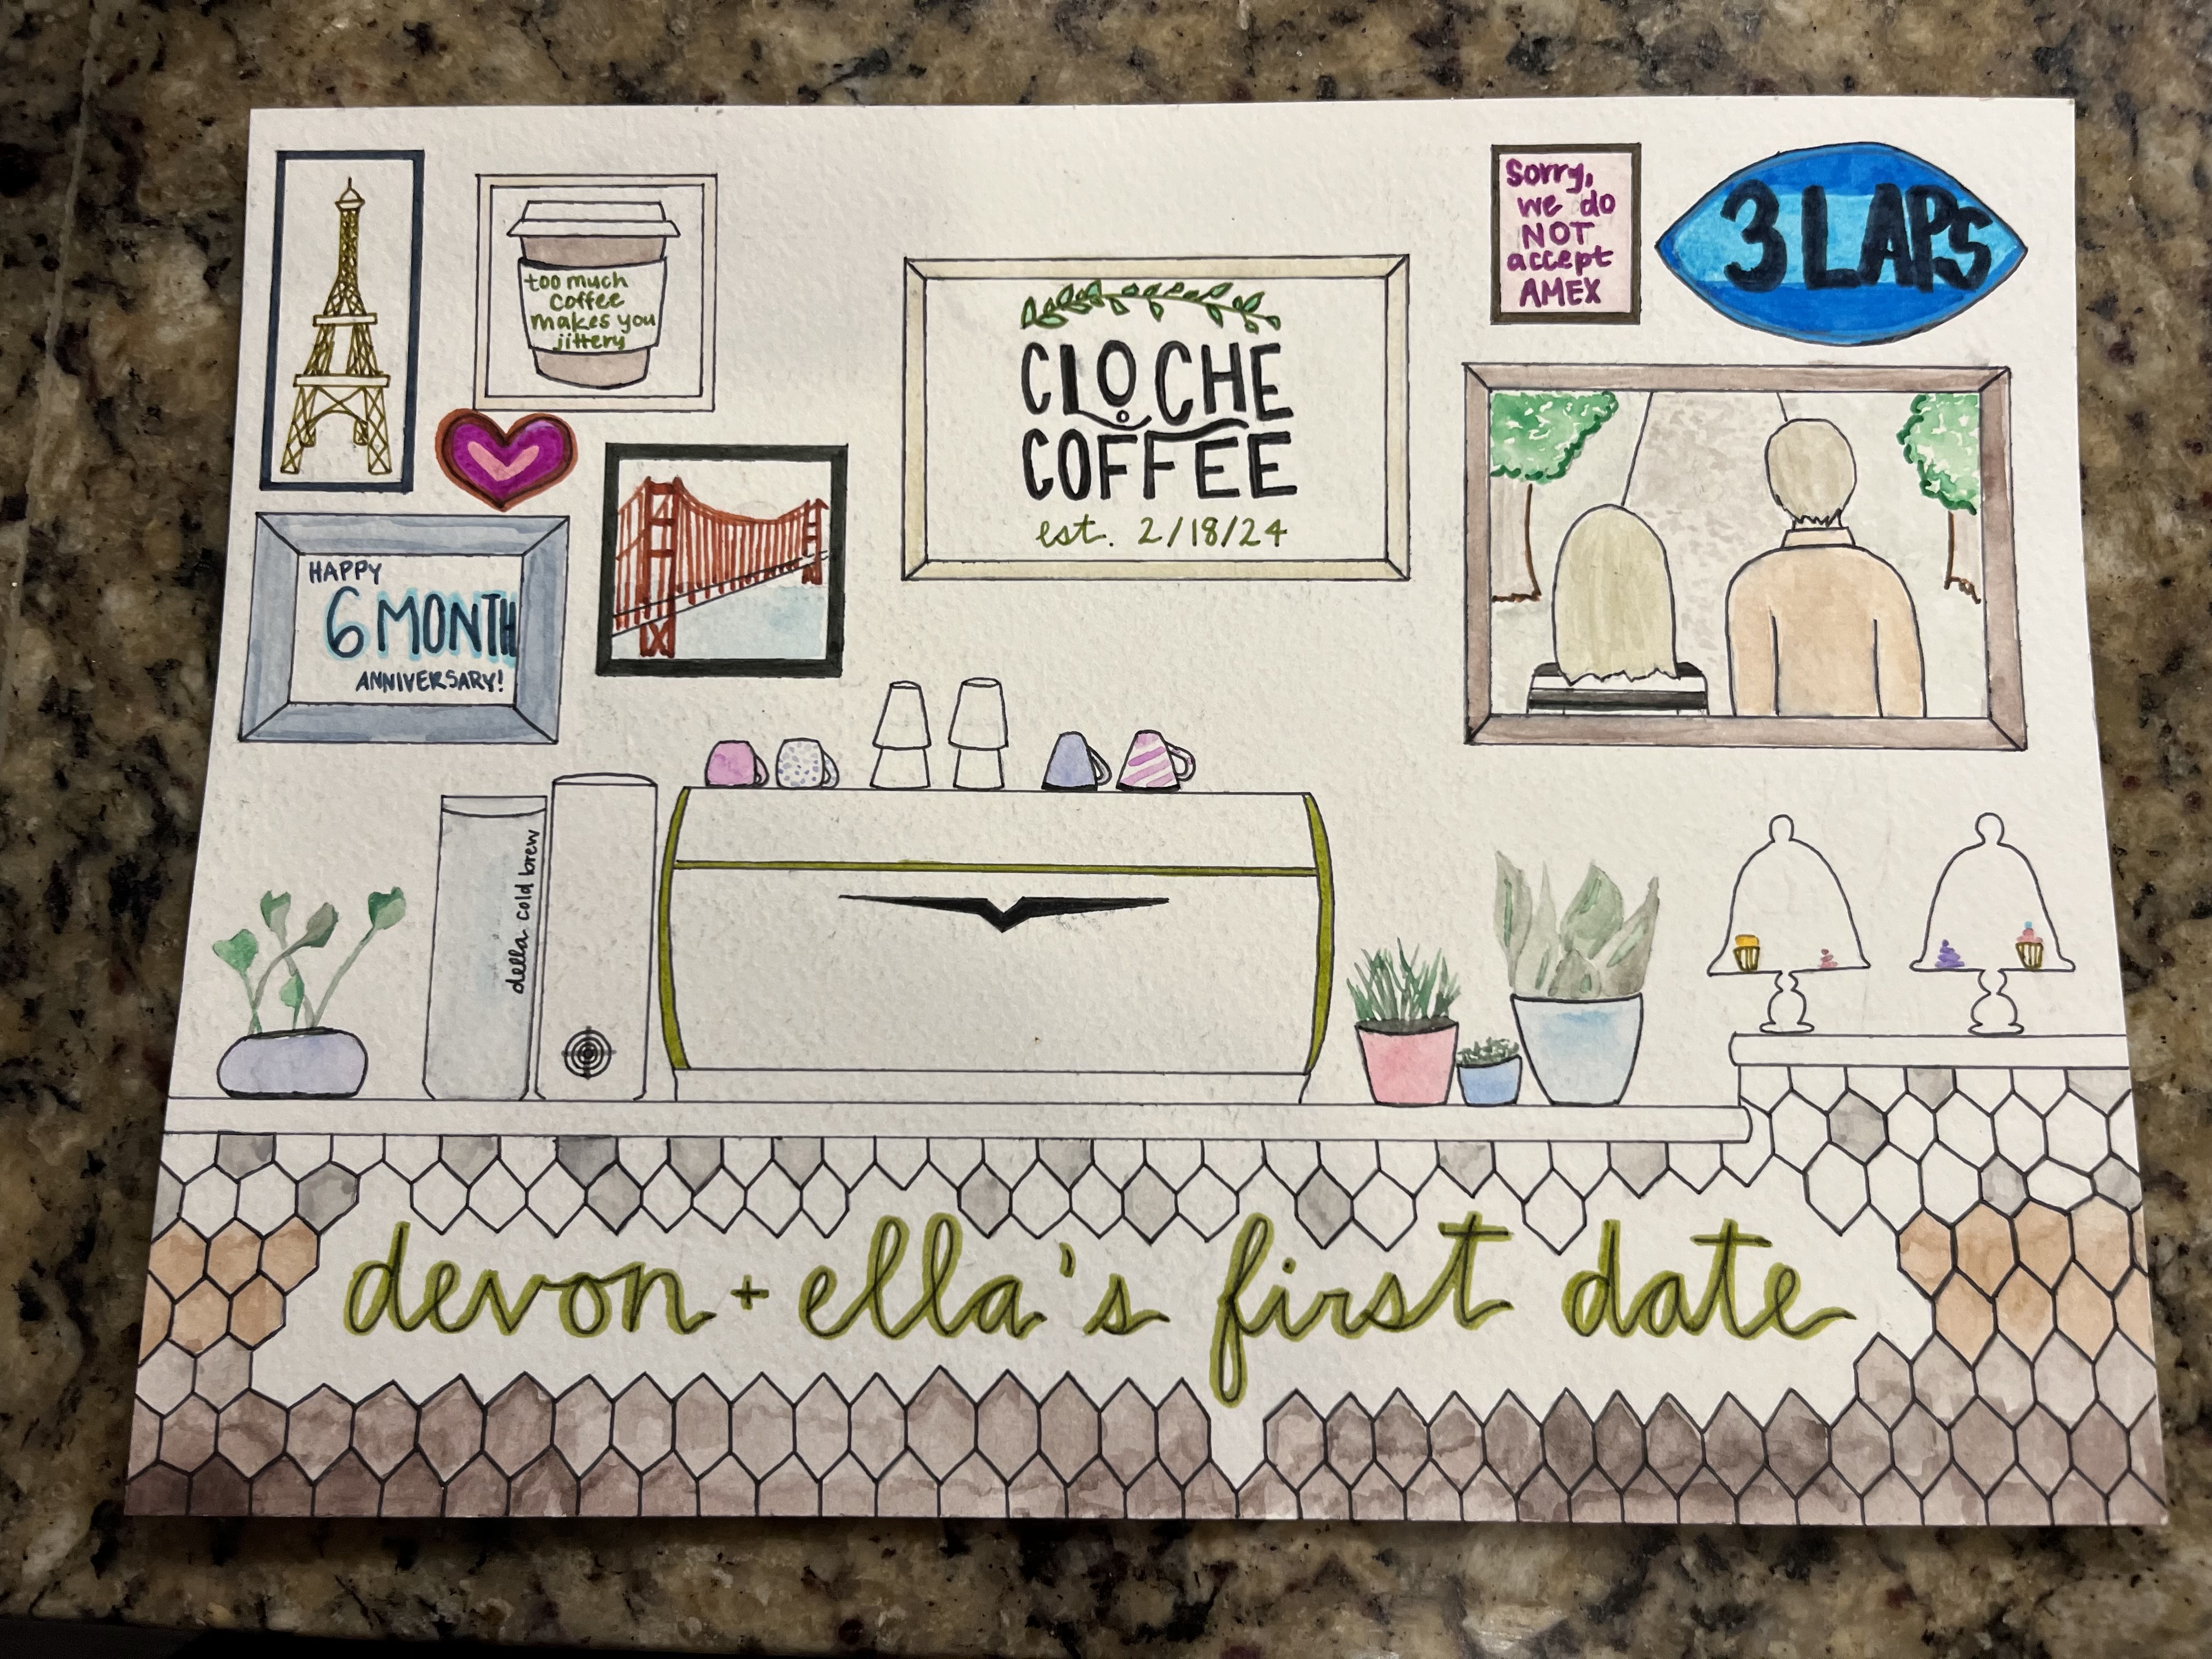 too much
coffee
makes you
jittery
Sorry,
we do
NOT
accept
AMEX
3 LAPS
CLOCHE
COFFEE
est. 2/18/24
HAPPY
6 MONTH
ANNIVERSARY!
della cold brew
devon + ella's first date